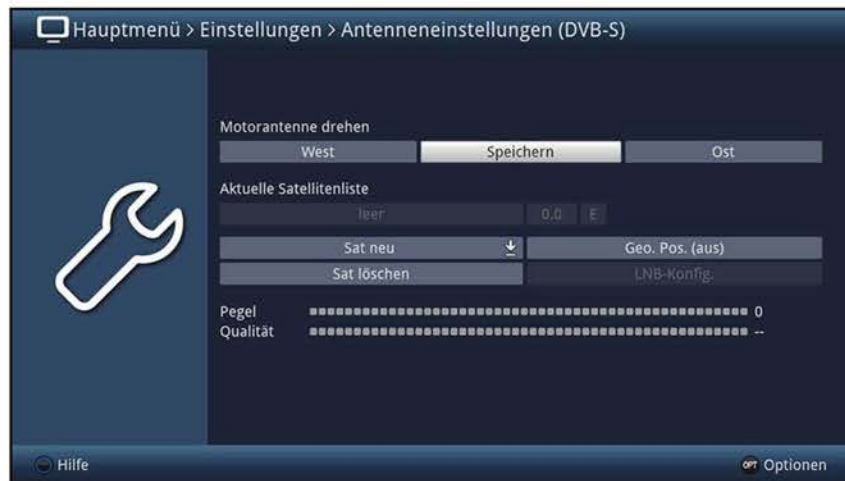 Hauptmenü > Einstellungen > Antenneneinstellungen (DVB-S)
Motorantenne drehen
West Speichern Ost
Aktuelle Satellitenliste
leer 0.0 E
Sat neu Geo. Pos. (aus)
Sat löschen LNB-Konfig.
Pegel 0
Qualität --
Hilfe OPT Optionen